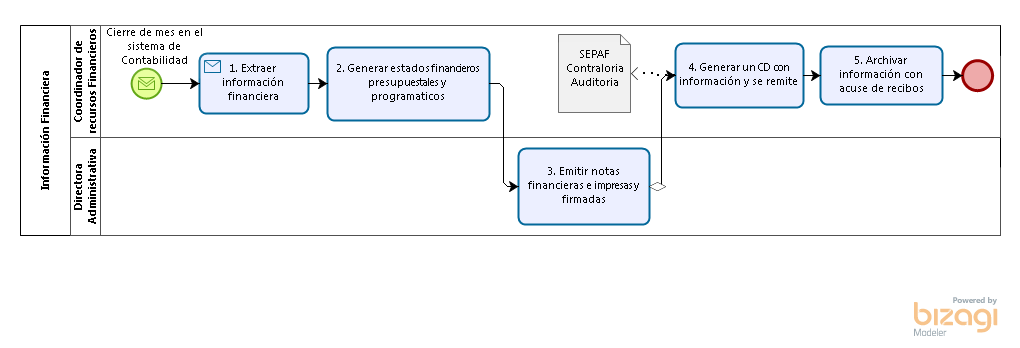 Información Financiera
Coordinador de
recursos Financieros
Cierre de mes en el
sistema de
Contabilidad
1. Extraer
información
financiera
2. Generar estados financieros
presupuestales y
programaticos
SEPAF
Contraloria
Auditoria
4. Generar un CD con
información y se remite
5. Archivar
información con
acuse de recibos
Directora
Administrativa
3. Emitir notas
financieras e impresas y
firmadas
Powered by
bizagi
Modeler